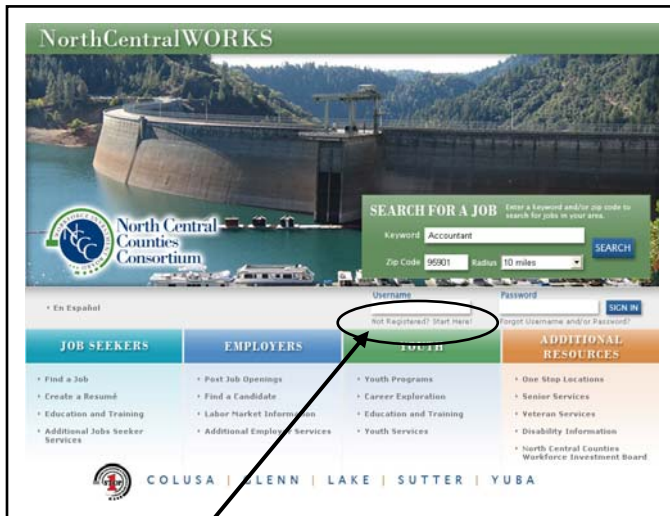 NorthCentralWORKS
SEARCH FOR A JOB
Enter a keyword and/or zip code to
search for jobs in your area.
Keyword Accountant
Zip Code 95901 Radius 10 miles
SEARCH
WORKFORCE INVESTMENT BOARD
NCCC
North Central
Counties
Consortium
• En Español
Username
Password
SIGN IN
Not Registered? Start Here!
Forgot Username and/or Password?
JOB SEEKERS
• Find a Job
• Create a Resumé
• Education and Training
• Additional Jobs Seeker
Services
EMPLOYERS
• Post Job Openings
• Find a Candidate
• Labor Market Information
• Additional Employer Services
YOUTH
• Youth Programs
• Career Exploration
• Education and Training
• Youth Services
ADDITIONAL
RESOURCES
• One Stop Locations
• Senior Services
• Veteran Services
• Disability Information
• North Central Counties
Workforce Investment Board
COLUSA | GLENN | LAKE | SUTTER | YUBA